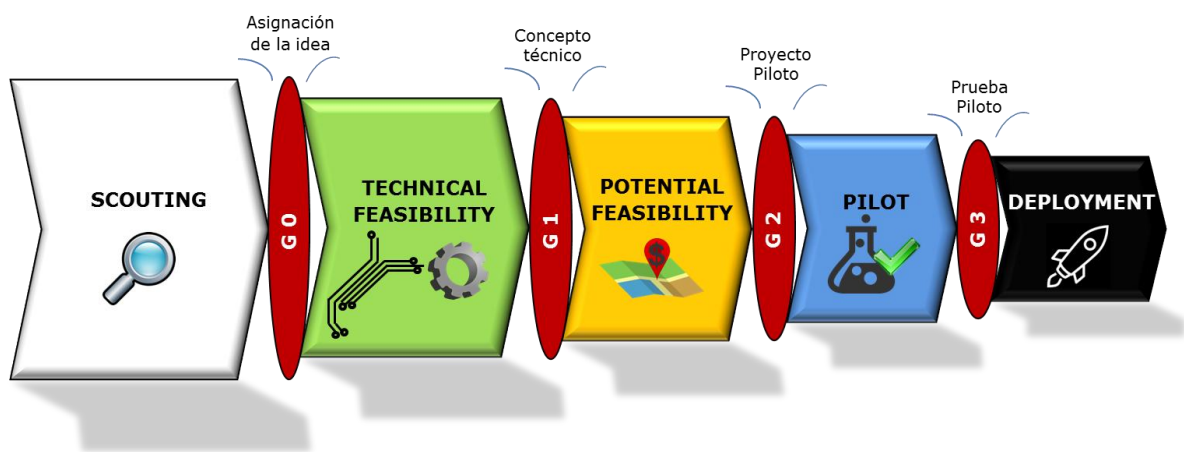 Asignación
de la idea
Concepto
técnico
Proyecto
Piloto
Prueba
Piloto
SCOUTING
G 0
TECHNICAL
FEASIBILITY
G 1
POTENTIAL
FEASIBILITY
$
G 2
PILOT
G 3
DEPLOYMENT